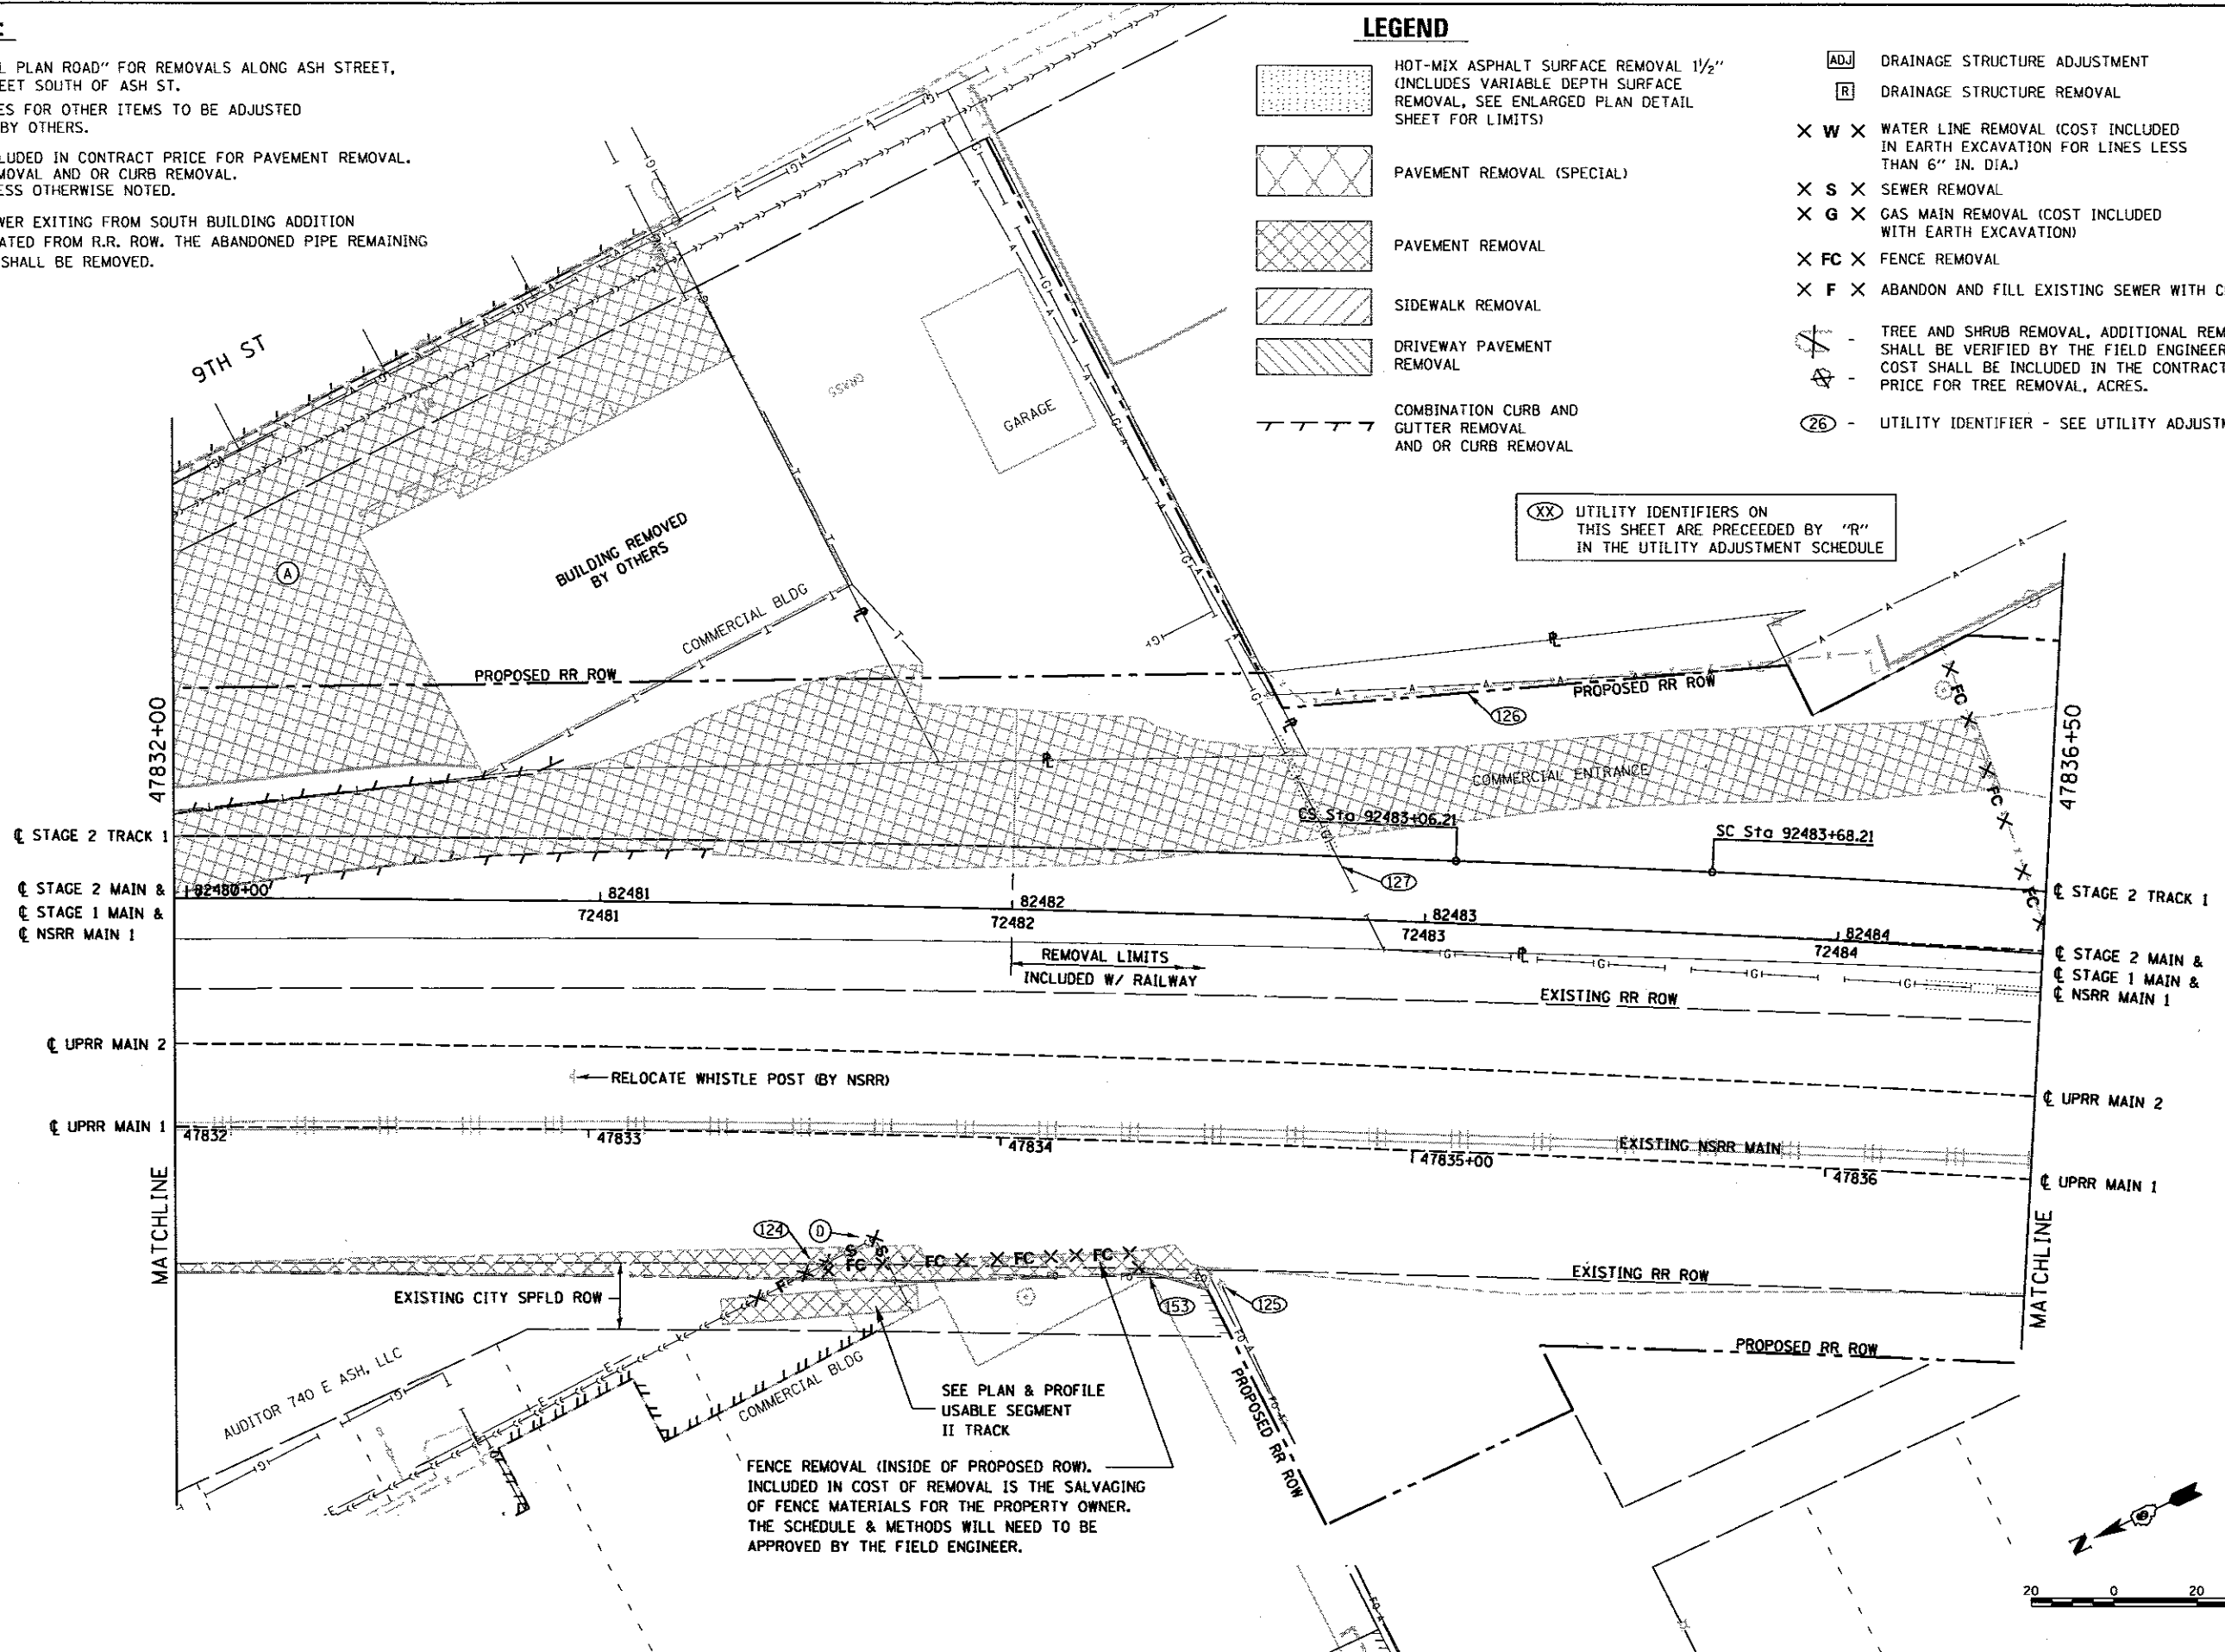 L PLAN ROAD" FOR REMOVALS ALONG ASH STREET,
EET SOUTH OF ASH ST.
ES FOR OTHER ITEMS TO BE ADJUSTED
BY OTHERS.
LUDED IN CONTRACT PRICE FOR PAVEMENT REMOVAL.
MOVAL AND OR CURB REMOVAL.
ESS OTHERWISE NOTED.
WER EXITING FROM SOUTH BUILDING ADDITION
ATED FROM R.R. ROW. THE ABANDONED PIPE REMAINING
SHALL BE REMOVED.
LEGEND
HOT-MIX ASPHALT SURFACE REMOVAL 1½"
(INCLUDES VARIABLE DEPTH SURFACE
REMOVAL, SEE ENLARGED PLAN DETAIL
SHEET FOR LIMITS)
PAVEMENT REMOVAL (SPECIAL)
PAVEMENT REMOVAL
SIDEWALK REMOVAL
DRIVEWAY PAVEMENT
REMOVAL
COMBINATION CURB AND
GUTTER REMOVAL
AND OR CURB REMOVAL
ADJ DRAINAGE STRUCTURE ADJUSTMENT
R DRAINAGE STRUCTURE REMOVAL
X W X WATER LINE REMOVAL (COST INCLUDED
IN EARTH EXCAVATION FOR LINES LESS
THAN 6" IN. DIA.)
X S X SEWER REMOVAL
X G X GAS MAIN REMOVAL (COST INCLUDED
WITH EARTH EXCAVATION)
X FC X FENCE REMOVAL
X F X ABANDON AND FILL EXISTING SEWER WITH C
- TREE AND SHRUB REMOVAL, ADDITIONAL REM
SHALL BE VERIFIED BY THE FIELD ENGINEER
COST SHALL BE INCLUDED IN THE CONTRACT
- PRICE FOR TREE REMOVAL, ACRES.
26 - UTILITY IDENTIFIER - SEE UTILITY ADJUSTM
XX UTILITY IDENTIFIERS ON
THIS SHEET ARE PRECEEDED BY "R"
IN THE UTILITY ADJUSTMENT SCHEDULE
9TH ST
GRASS
GARAGE
A
BUILDING REMOVED
BY OTHERS
COMMERCIAL BLDG
PROPOSED RR ROW
PROPOSED RR ROW
126
FC
47832+00
47836+50
COMMERCIAL ENTRANCE
FC
CS Sta 92483+06.21
SC Sta 92483+68.21
℄ STAGE 2 TRACK 1
127
FC
℄ STAGE 2 TRACK 1
℄ STAGE 2 MAIN &
℄ STAGE 1 MAIN &
℄ NSRR MAIN 1
82480+00
82481
82482
82483
82484
72481
72482
72483
72484
℄ STAGE 2 MAIN &
℄ STAGE 1 MAIN &
℄ NSRR MAIN 1
REMOVAL LIMITS
INCLUDED W/ RAILWAY
EXISTING RR ROW
℄ UPRR MAIN 2
RELOCATE WHISTLE POST (BY NSRR)
℄ UPRR MAIN 2
℄ UPRR MAIN 1
47832
47833
47834
47835+00
47836
EXISTING NSRR MAIN
℄ UPRR MAIN 1
MATCHLINE
MATCHLINE
124
D
S
S
FC
FC
FC
FC
F
153
125
EXISTING RR ROW
EXISTING CITY SPFLD ROW
PROPOSED RR ROW
AUDITOR 740 E ASH, LLC
COMMERCIAL BLDG
SEE PLAN & PROFILE
USABLE SEGMENT
II TRACK
PROPOSED RR ROW
FENCE REMOVAL (INSIDE OF PROPOSED ROW).
INCLUDED IN COST OF REMOVAL IS THE SALVAGING
OF FENCE MATERIALS FOR THE PROPERTY OWNER.
THE SCHEDULE & METHODS WILL NEED TO BE
APPROVED BY THE FIELD ENGINEER.
N
20 0 20